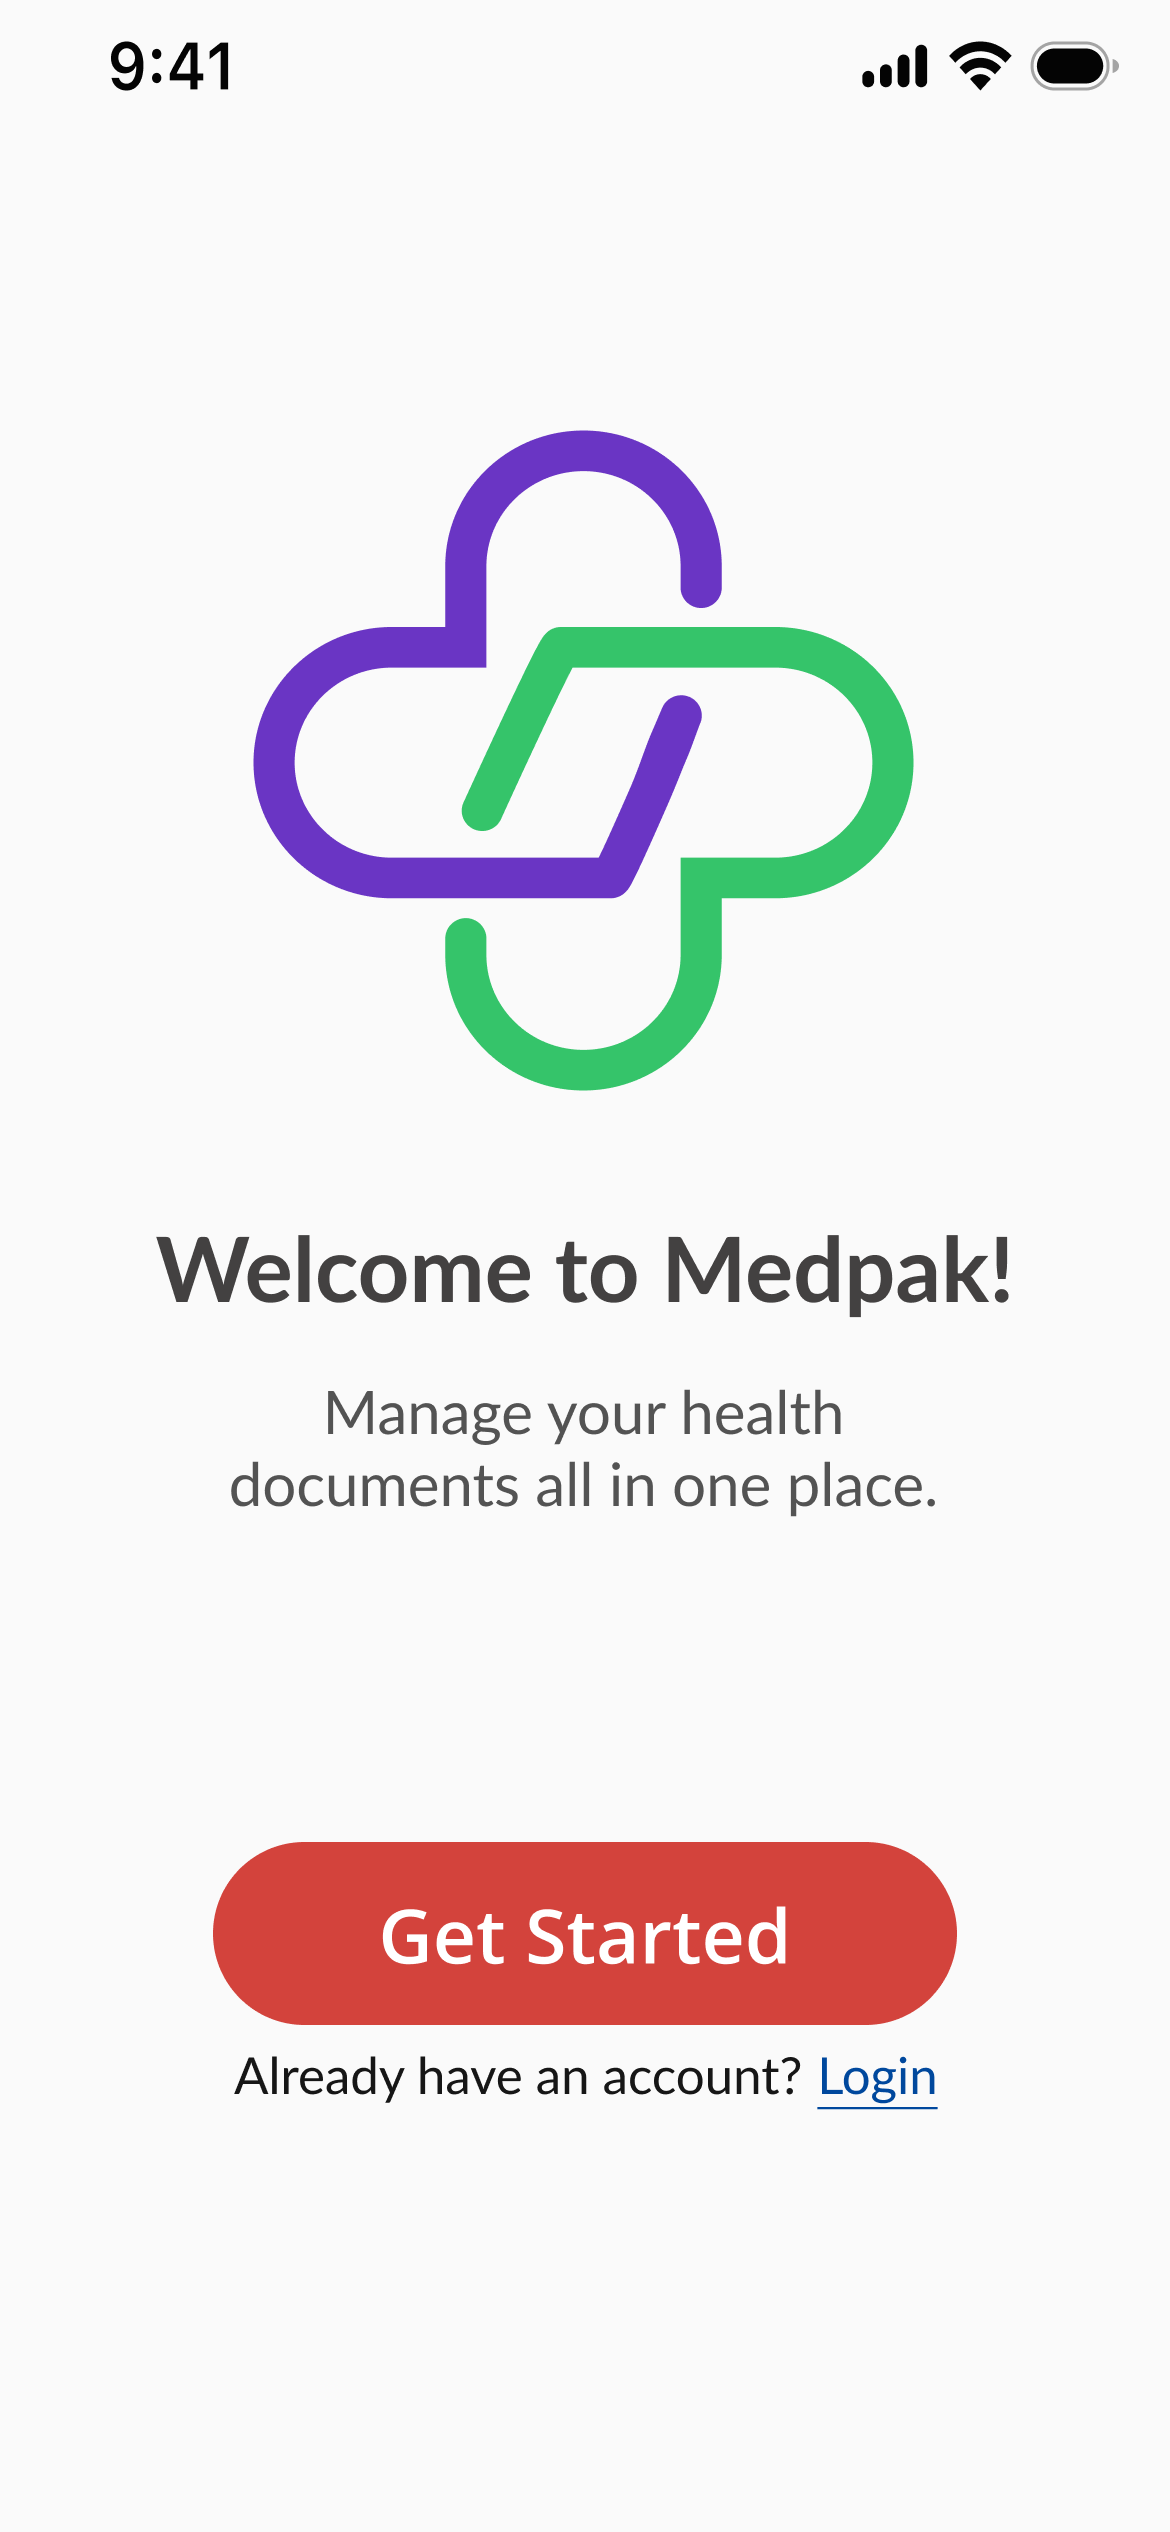 9:41
Welcome to Medpak!
Manage your health
documents all in one place.
Get Started
Already have an account? Login